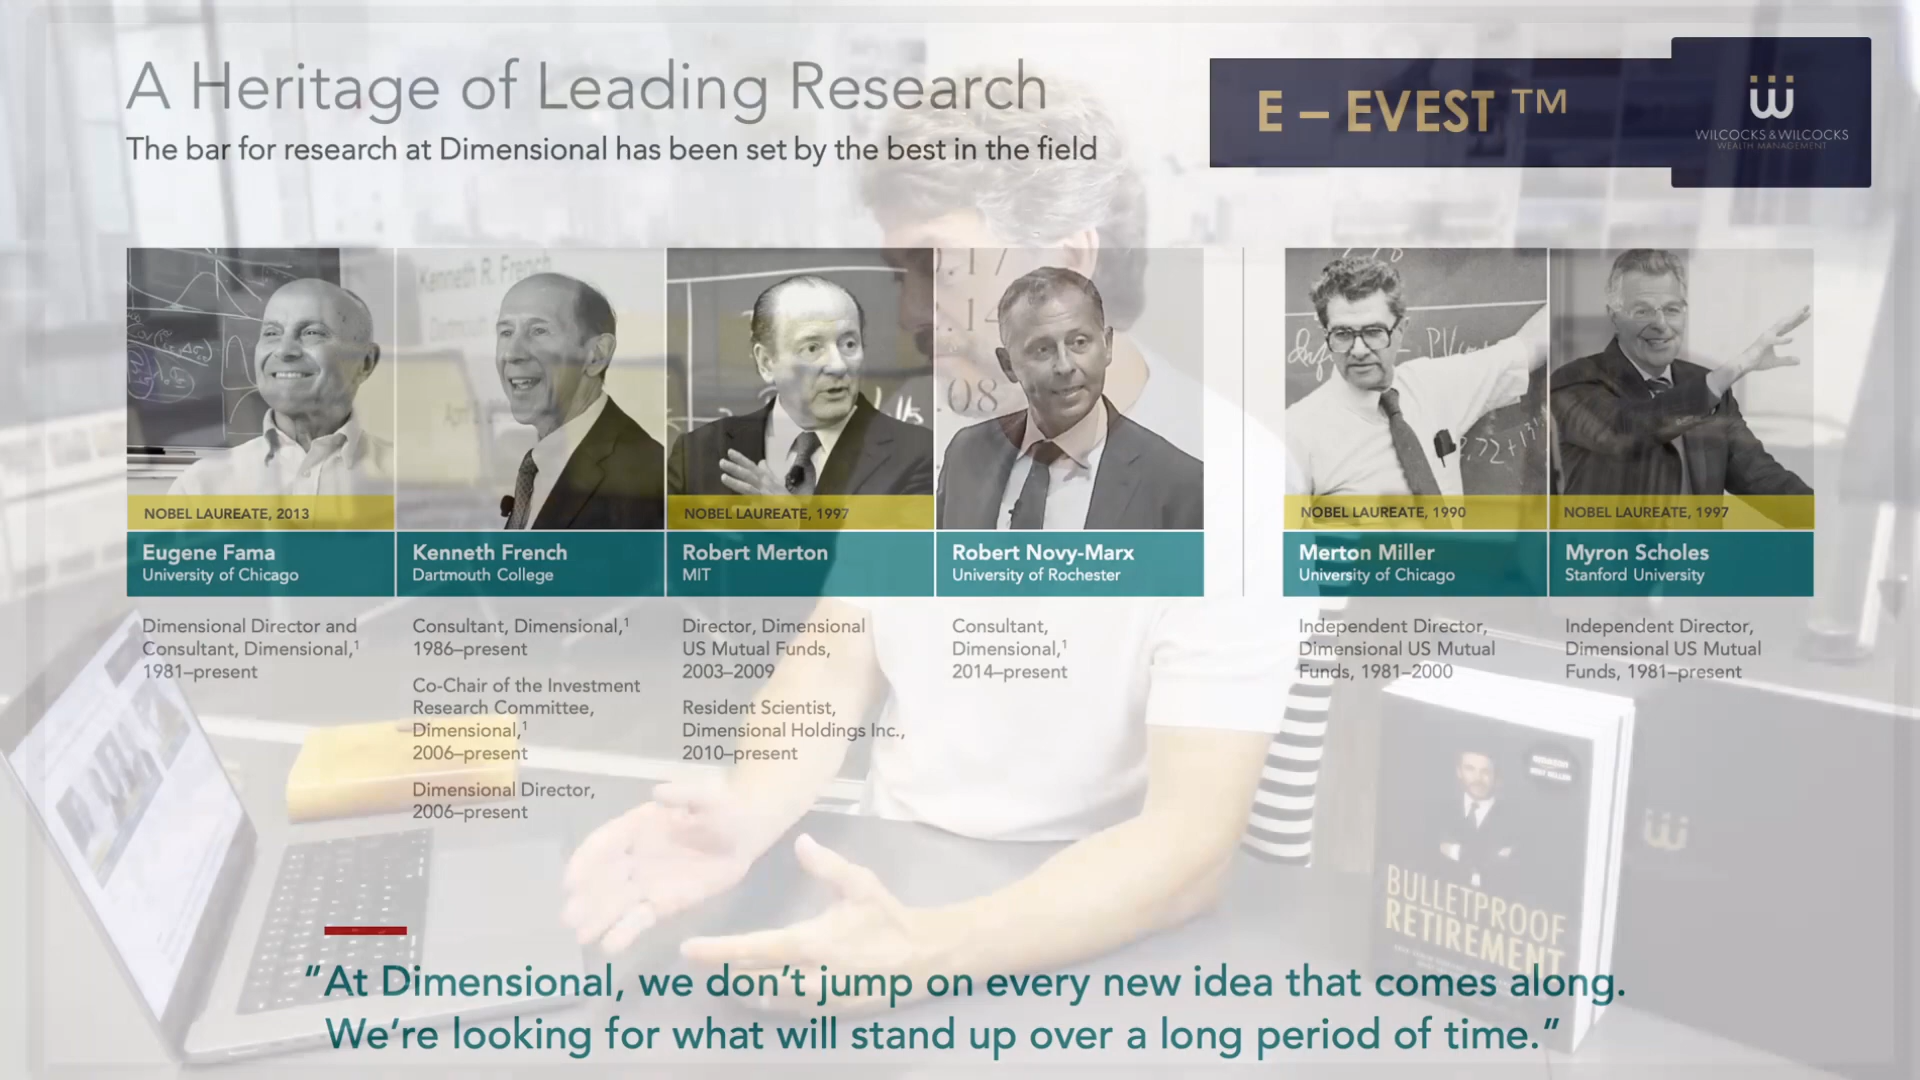 A Heritage of Leading Research
The bar for research at Dimensional has been set by the best in the field
E – EVEST ™
WILCOCKS & WILCOCKS
WEALTH MANAGEMENT
NOBEL LAUREATE, 2013
Eugene Fama
University of Chicago
Dimensional Director and
Consultant, Dimensional,¹
1981–present
Kenneth R. French
Dartmouth
Kenneth French
Dartmouth College
Consultant, Dimensional,¹
1986–present
Co-Chair of the Investment
Research Committee,
Dimensional,¹
2006–present
Dimensional Director,
2006–present
NOBEL LAUREATE, 1997
Robert Merton
MIT
Director, Dimensional
US Mutual Funds,
2003–2009
Resident Scientist,
Dimensional Holdings Inc.,
2010–present
Robert Novy-Marx
University of Rochester
Consultant,
Dimensional,¹
2014–present
NOBEL LAUREATE, 1990
Merton Miller
University of Chicago
Independent Director,
Dimensional US Mutual
Funds, 1981–2000
NOBEL LAUREATE, 1997
Myron Scholes
Stanford University
Independent Director,
Dimensional US Mutual
Funds, 1981–present
BULLETPROOF
RETIREMENT
“At Dimensional, we don’t jump on every new idea that comes along.
We’re looking for what will stand up over a long period of time.”